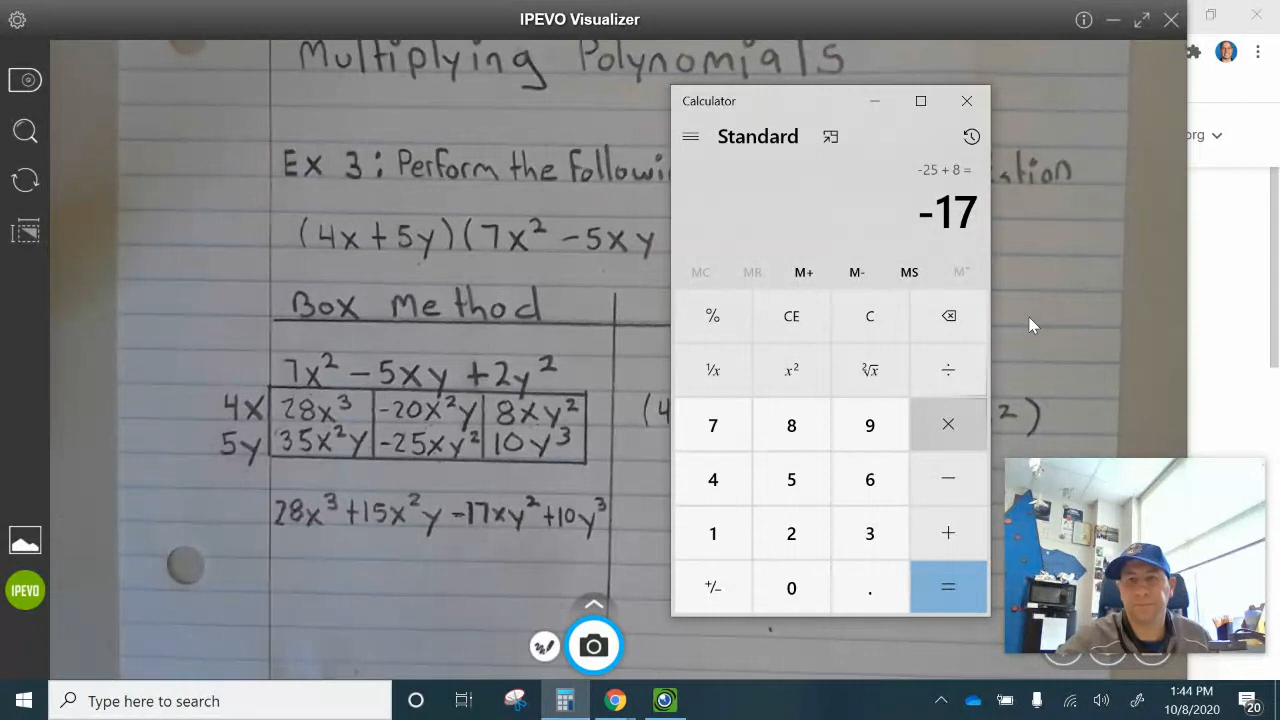 IPEVO Visualizer
Multiplying Polynomials
Ex 3: Perform the
(4x + 5y)(7x² - 5xy
Box Method
7x² - 5xy + 2y²
4x 28x³ -20x²y 8xy²
5y 35x²y -25xy² 10y³
28x³ + 15x²y - 17xy² + 10y³
(4
²)
org
Calculator
Standard
-25 + 8 =
-17
MC MR M+ M- MS M˅
% CE C
¹/x x² ²√x ÷
7 8 9 ×
4 5 6 −
1 2 3 +
+/− 0 . =
IPEVO
Type here to search
1:44 PM
10/8/2020
20